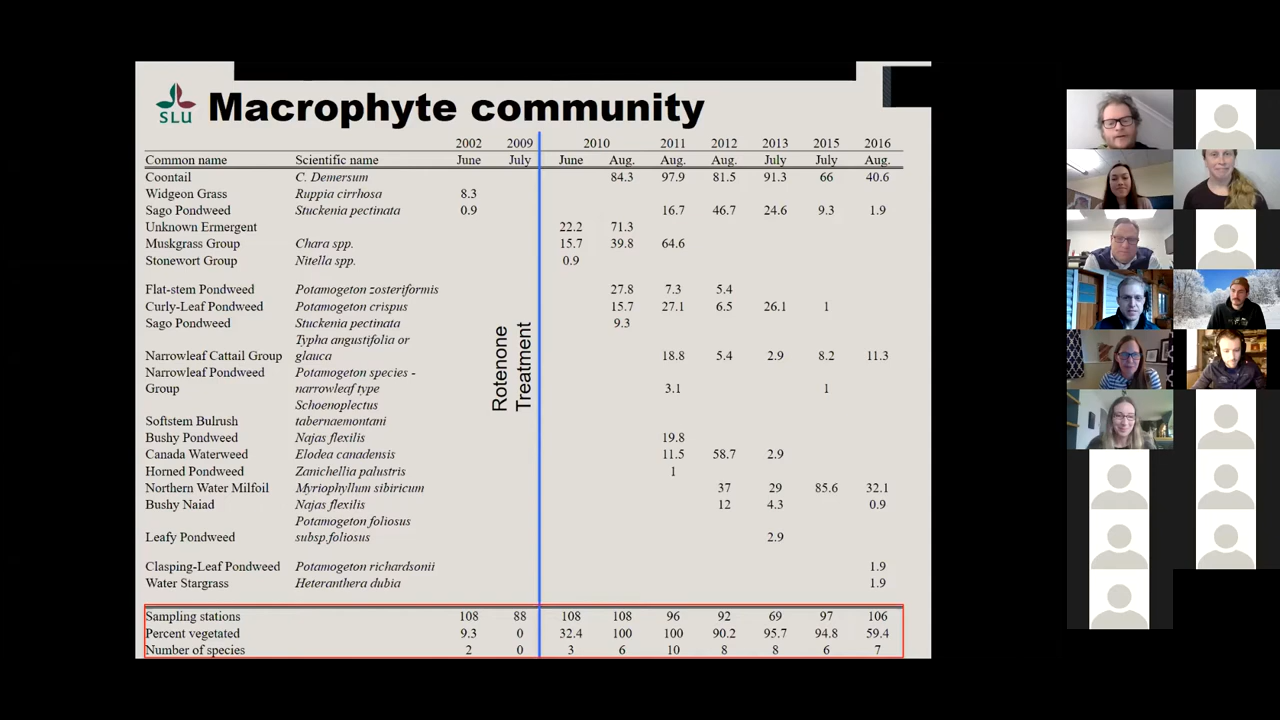 SLU
Macrophyte community
2002 2009 2010 2011 2012 2013 2015 2016
Common name Scientific name June July June Aug. Aug. Aug. July July Aug.
Coontail C. Demersum 84.3 97.9 81.5 91.3 66 40.6
Widgeon Grass Ruppia cirrhosa 8.3
Sago Pondweed Stuckenia pectinata 0.9 16.7 46.7 24.6 9.3 1.9
Unknown Ermergent 22.2 71.3
Muskgrass Group Chara spp. 15.7 39.8 64.6
Stonewort Group Nitella spp. 0.9
Flat-stem Pondweed Potamogeton zosteriformis 27.8 7.3 5.4
Curly-Leaf Pondweed Potamogeton crispus 15.7 27.1 6.5 26.1 1
Sago Pondweed Stuckenia pectinata 9.3
Typha angustifolia or
Narrowleaf Cattail Group glauca 18.8 5.4 2.9 8.2 11.3
Narrowleaf Pondweed Potamogeton species -
Group narrowleaf type 3.1 1
Schoenoplectus
Softstem Bulrush tabernaemontani
Bushy Pondweed Najas flexilis 19.8
Canada Waterweed Elodea canadensis 11.5 58.7 2.9
Horned Pondweed Zanichellia palustris 1
Northern Water Milfoil Myriophyllum sibiricum 37 29 85.6 32.1
Bushy Naiad Najas flexilis 12 4.3 0.9
Potamogeton foliosus
Leafy Pondweed subsp.foliosus 2.9
Clasping-Leaf Pondweed Potamogeton richardsonii 1.9
Water Stargrass Heteranthera dubia 1.9
Rotenone
Treatment
Sampling stations 108 88 108 108 96 92 69 97 106
Percent vegetated 9.3 0 32.4 100 100 90.2 95.7 94.8 59.4
Number of species 2 0 3 6 10 8 8 6 7